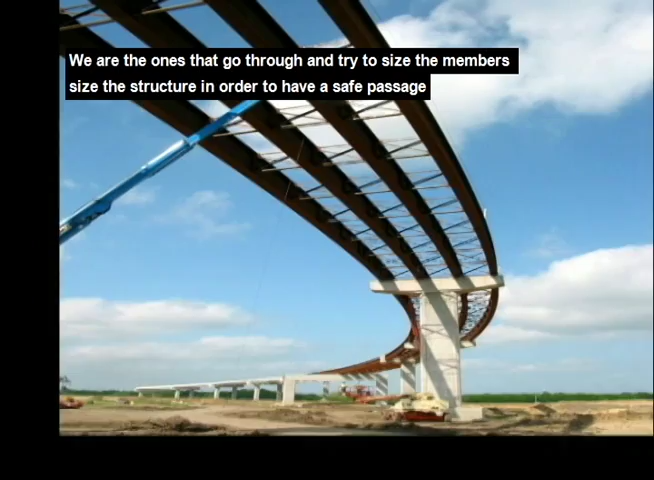 We are the ones that go through and try to size the members
size the structure in order to have a safe passage